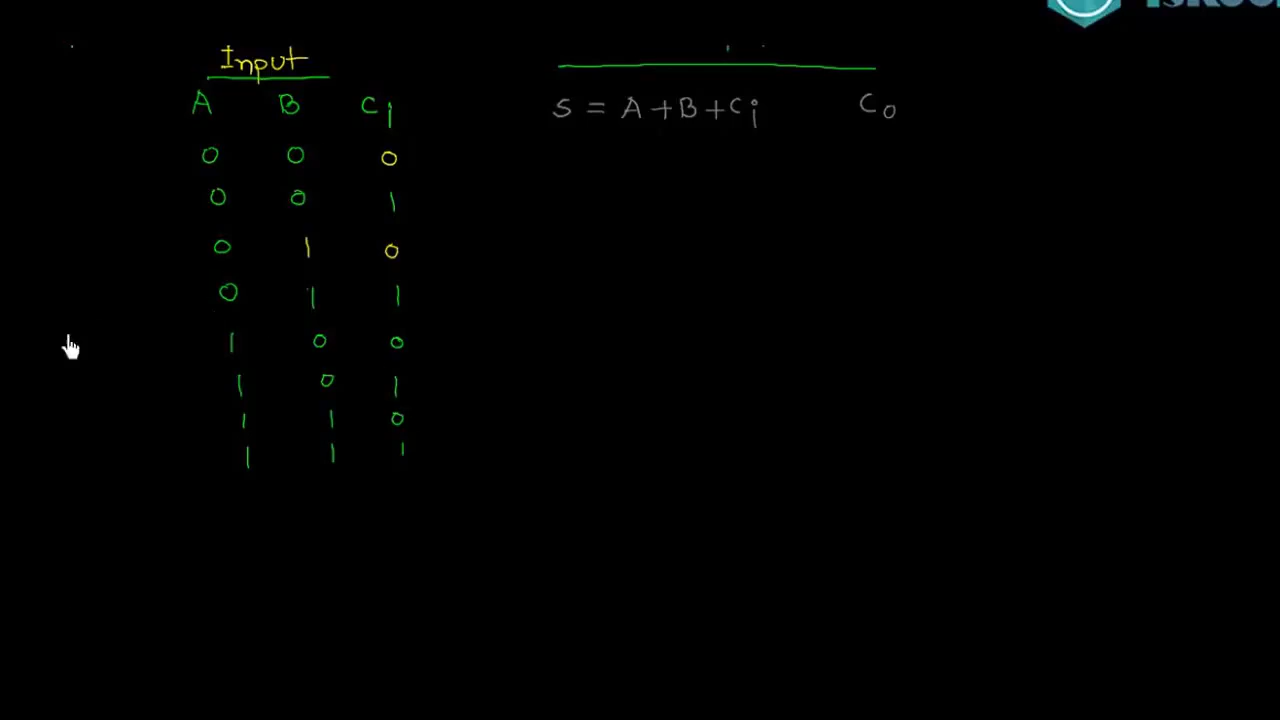 Input
A B Ci S = A+B+Ci Co
0 0 0
0 0 1
0 1 0
0 1 1
1 0 0
1 0 1
1 1 0
1 1 1